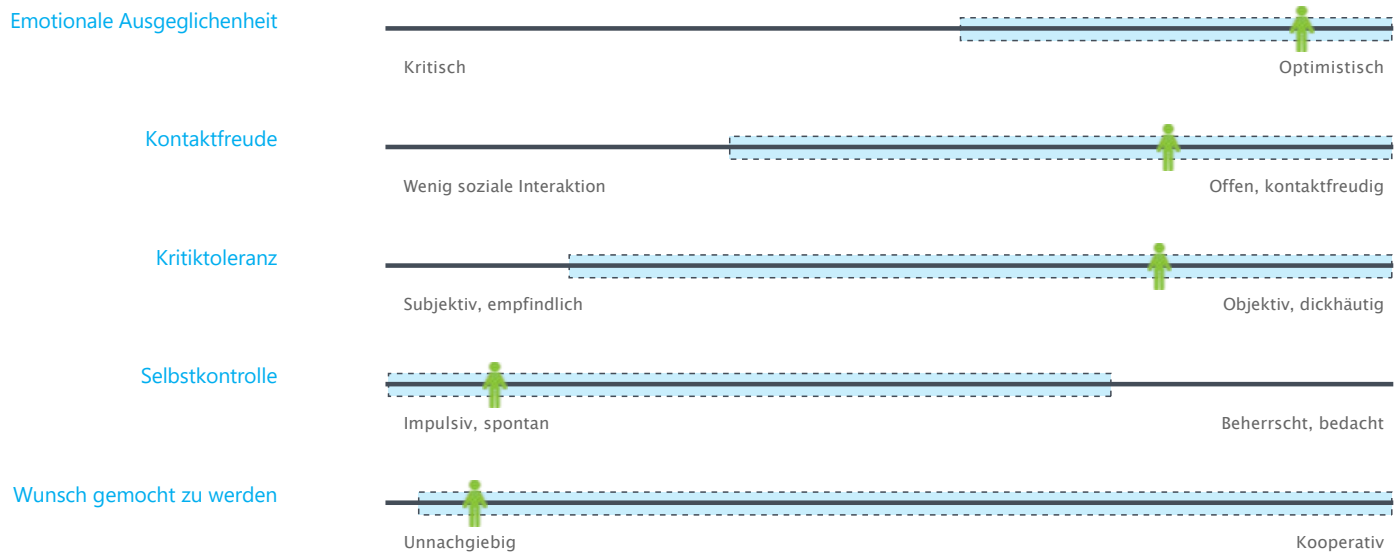 Emotionale Ausgeglichenheit
Kritisch
Optimistisch
Kontaktfreude
Wenig soziale Interaktion
Offen, kontaktfreudig
Kritiktoleranz
Subjektiv, empfindlich
Objektiv, dickhäutig
Selbstkontrolle
Impulsiv, spontan
Beherrscht, bedacht
Wunsch gemocht zu werden
Unnachgiebig
Kooperativ